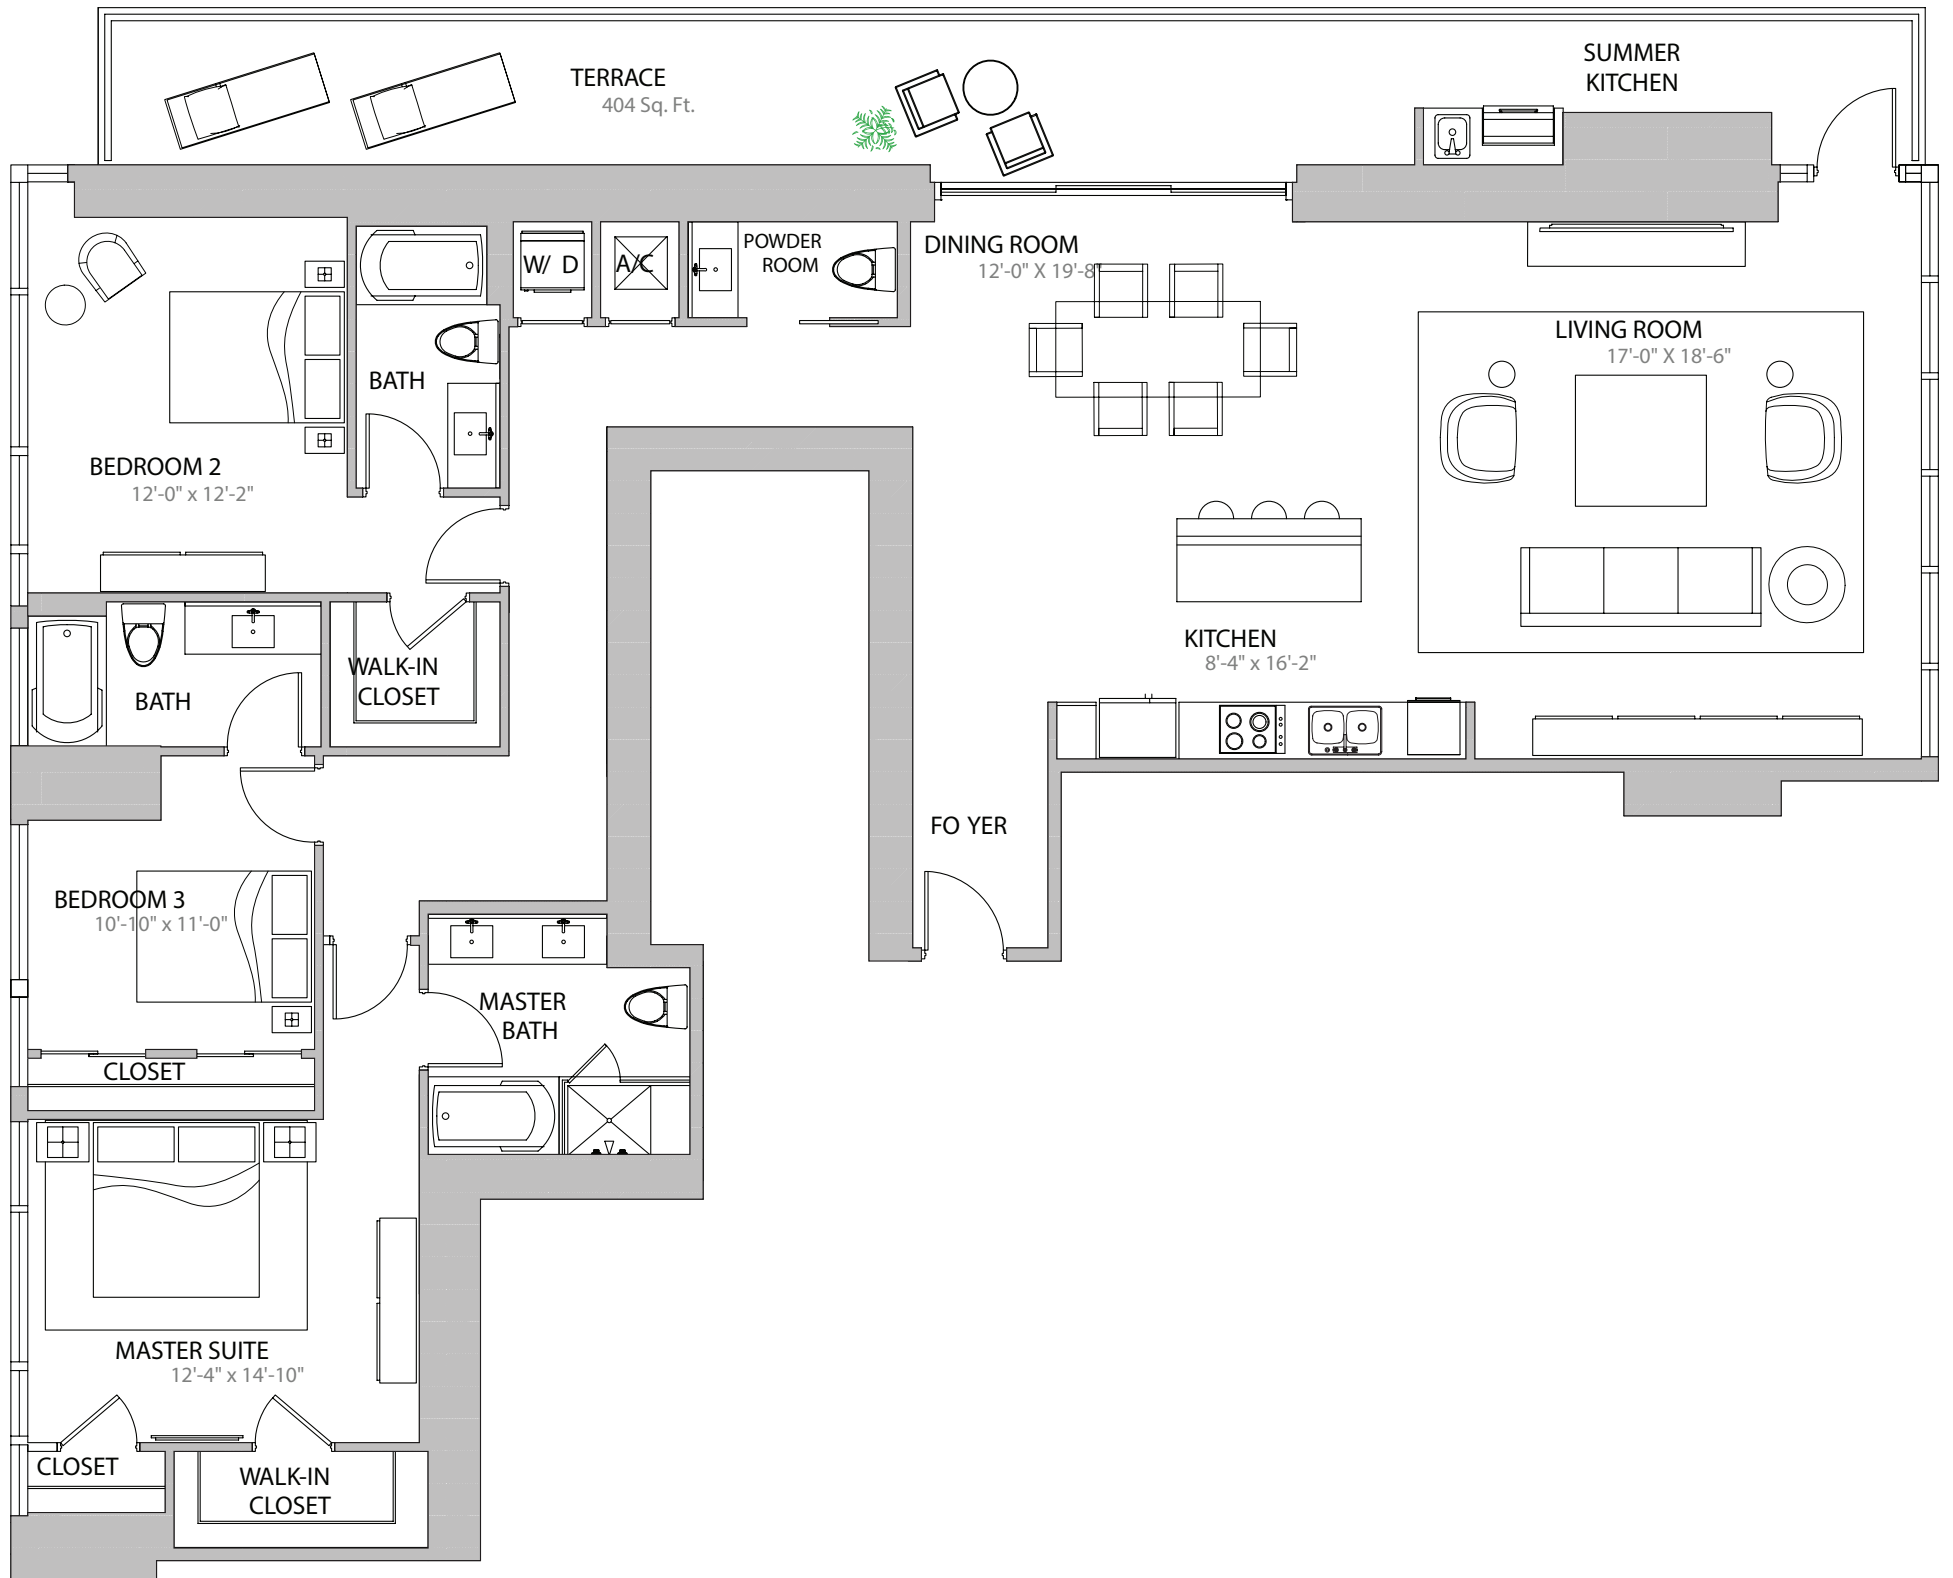 TERRACE
404 Sq. Ft.
SUMMER
KITCHEN
W/ D
A/C
POWDER
ROOM
DINING ROOM
12'-0" X 19'-8"
LIVING ROOM
17'-0" X 18'-6"
BATH
BEDROOM 2
12'-0" x 12'-2"
KITCHEN
8'-4" x 16'-2"
WALK-IN
CLOSET
BATH
FO YER
BEDROOM 3
10'-10" x 11'-0"
MASTER
BATH
CLOSET
MASTER SUITE
12'-4" x 14'-10"
CLOSET
WALK-IN
CLOSET